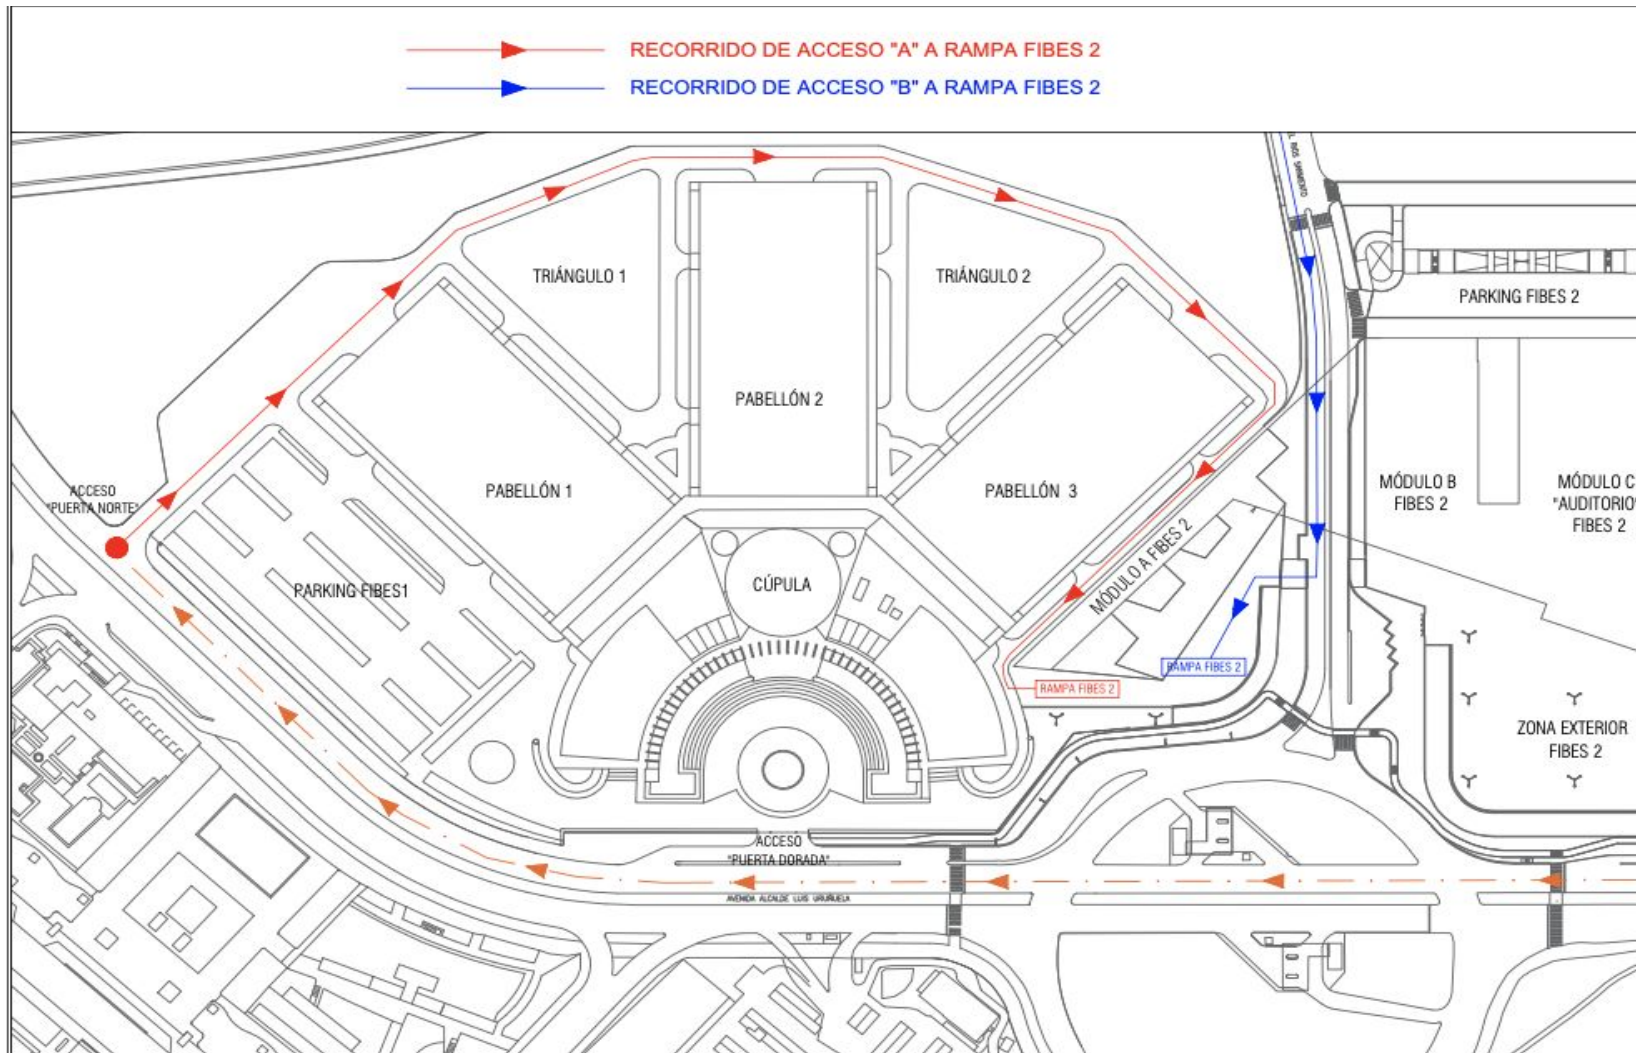 RECORRIDO DE ACCESO "A" A RAMPA FIBES 2
RECORRIDO DE ACCESO "B" A RAMPA FIBES 2
RIOS SARMIENTO
TRIÁNGULO 1
TRIÁNGULO 2
PARKING FIBES 2
PABELLÓN 2
ACCESO
"PUERTA NORTE"
PABELLÓN 1
PABELLÓN 3
MÓDULO B
FIBES 2
MÓDULO C
"AUDITORIO"
FIBES 2
MÓDULO A FIBES 2
PARKING FIBES1
CÚPULA
RAMPA FIBES 2
RAMPA FIBES 2
ZONA EXTERIOR
FIBES 2
ACCESO
"PUERTA DORADA"
AVENIDA ALCALDE LUIS URUÑUELA